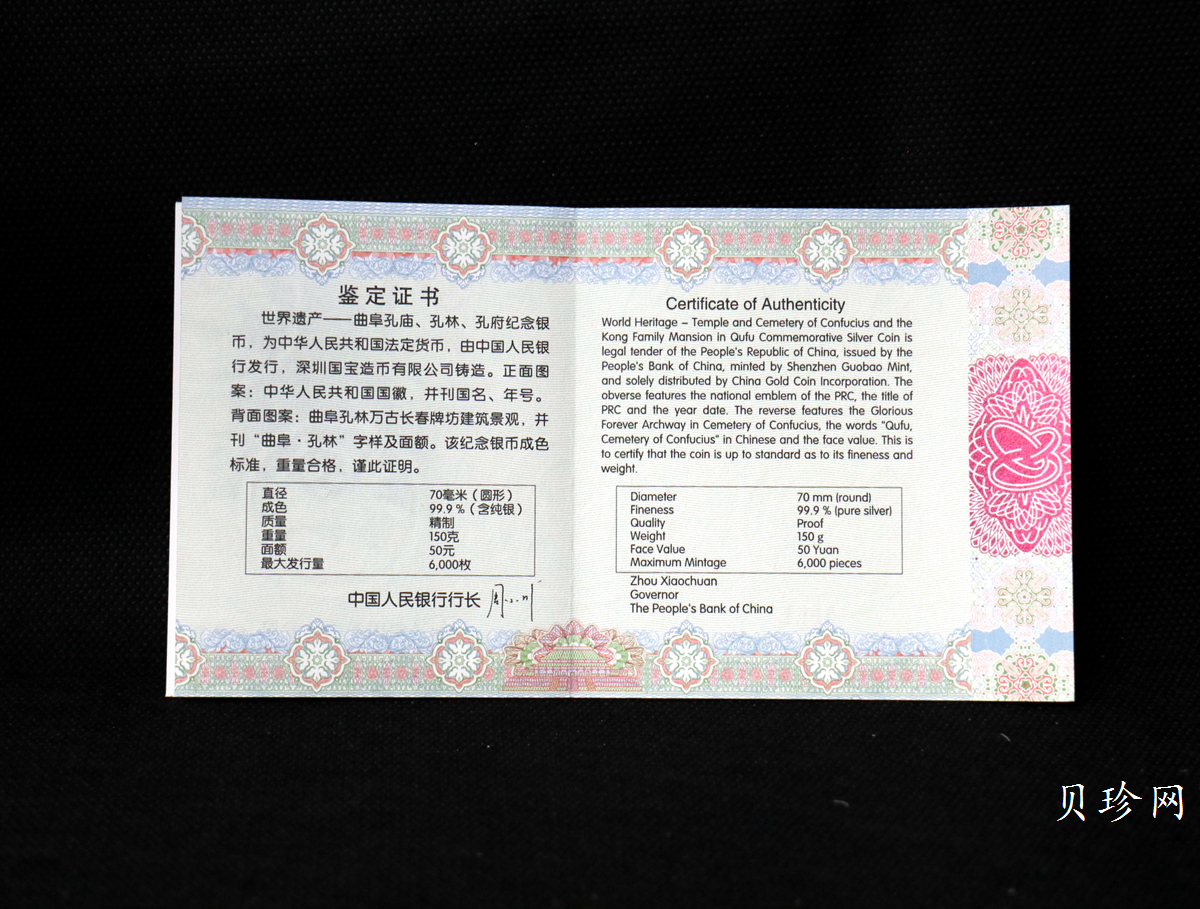 鉴定证书
世界遗产——曲阜孔庙、孔林、孔府纪念银
币，为中华人民共和国法定货币，由中国人民银
行发行，深圳国宝造币有限公司铸造。正面图
案：中华人民共和国国徽，并刊国名、年号。
背面图案：曲阜孔林万古长春牌坊建筑景观，并
刊“曲阜·孔林”字样及面额。该纪念银币成色
标准，重量合格，谨此证明。
直径 70毫米（圆形）
成色 99.9％（含纯银）
质量 精制
重量 150克
面额 50元
最大发行量 6,000枚
中国人民银行行长
Certificate of Authenticity
World Heritage – Temple and Cemetery of Confucius and the
Kong Family Mansion in Qufu Commemorative Silver Coin is
legal tender of the People's Republic of China, issued by the
People's Bank of China, minted by Shenzhen Guobao Mint,
and solely distributed by China Gold Coin Incorporation. The
obverse features the national emblem of the PRC, the title of
PRC and the year date. The reverse features the Glorious
Forever Archway in Cemetery of Confucius, the words "Qufu,
Cemetery of Confucius" in Chinese and the face value. This is
to certify that the coin is up to standard as to its fineness and
weight.
Diameter 70 mm (round)
Fineness 99.9 % (pure silver)
Quality Proof
Weight 150 g
Face Value 50 Yuan
Maximum Mintage 6,000 pieces
Zhou Xiaochuan
Governor
The People's Bank of China
贝珍网